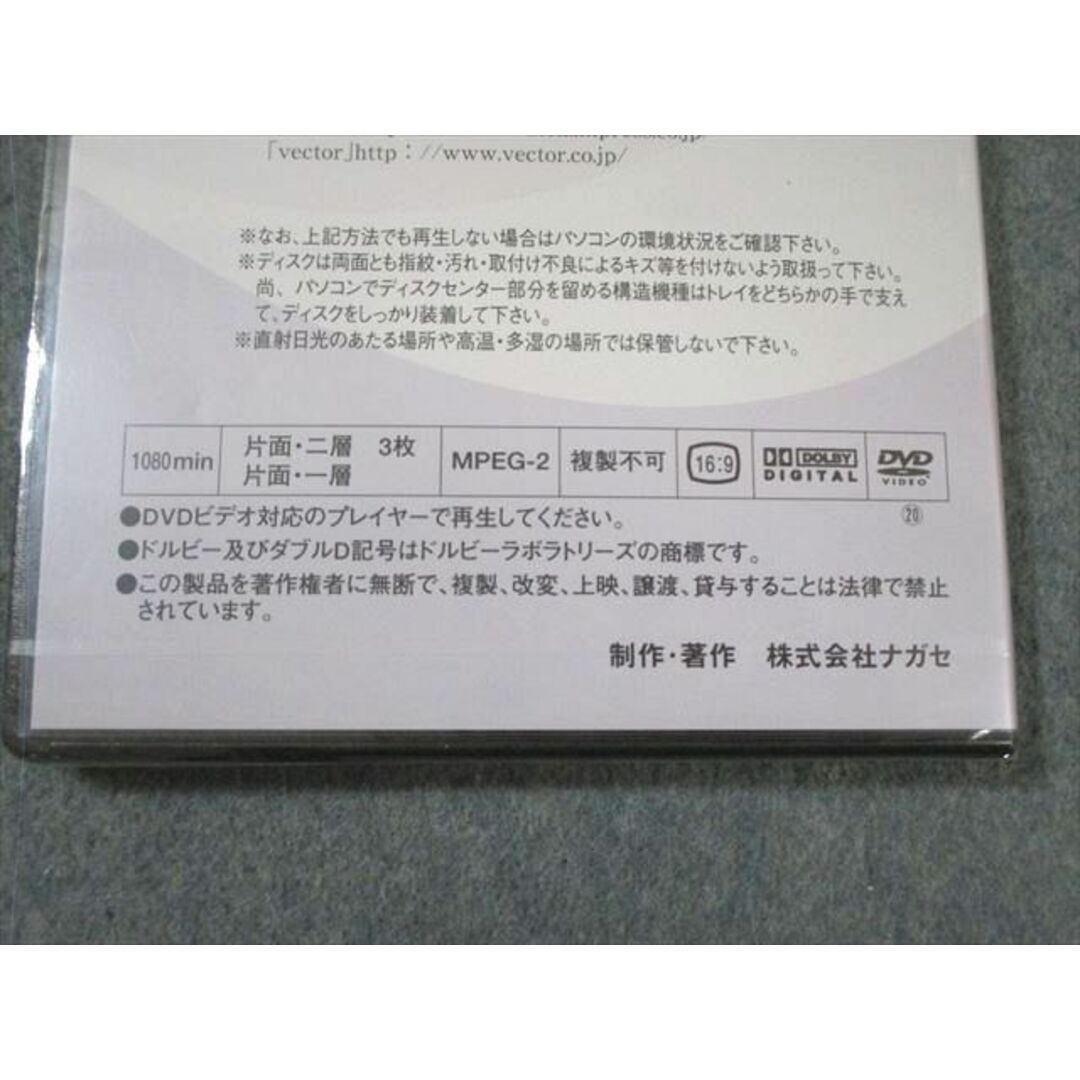 「vector」http：//www.vector.co.jp/
※なお、上記方法でも再生しない場合はパソコンの環境状況をご確認下さい。
※ディスクは両面とも指紋・汚れ・取付け不良によるキズ等を付けないよう取扱って下さい。
尚、パソコンでディスクセンター部分を留める構造機種はトレイをどちらかの手で支え
て、ディスクをしっかり装着して下さい。
※直射日光のあたる場所や高温・多湿の場所では保管しないで下さい。
1080min 片面・二層　3枚 MPEG-2 複製不可 16:9 DOLBY DVD
片面・一層 DIGITAL VIDEO
⑳
●DVDビデオ対応のプレイヤーで再生してください。
●ドルビー及びダブルD記号はドルビーラボラトリーズの商標です。
●この製品を著作権者に無断で、複製、改変、上映、譲渡、貸与することは法律で禁止
されています。
制作・著作　株式会社ナガセ